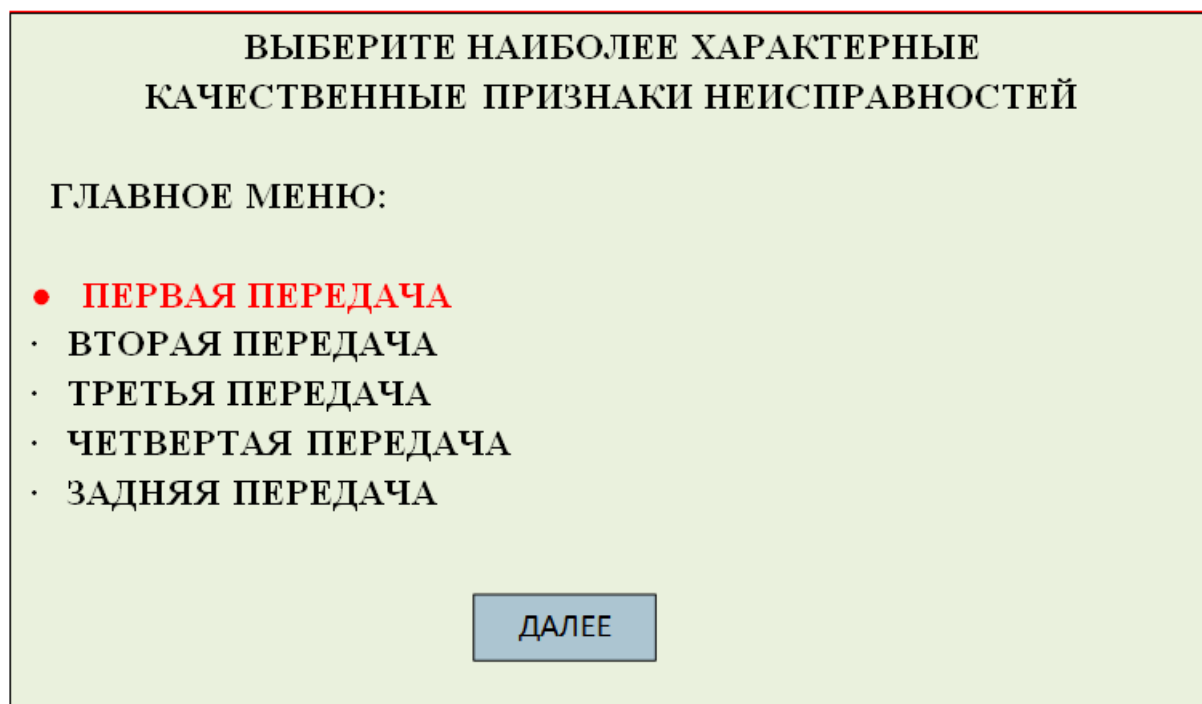 ВЫБЕРИТЕ НАИБОЛЕЕ ХАРАКТЕРНЫЕ
КАЧЕСТВЕННЫЕ ПРИЗНАКИ НЕИСПРАВНОСТЕЙ
ГЛАВНОЕ МЕНЮ:
● ПЕРВАЯ ПЕРЕДАЧА
· ВТОРАЯ ПЕРЕДАЧА
· ТРЕТЬЯ ПЕРЕДАЧА
· ЧЕТВЕРТАЯ ПЕРЕДАЧА
· ЗАДНЯЯ ПЕРЕДАЧА
ДАЛЕЕ